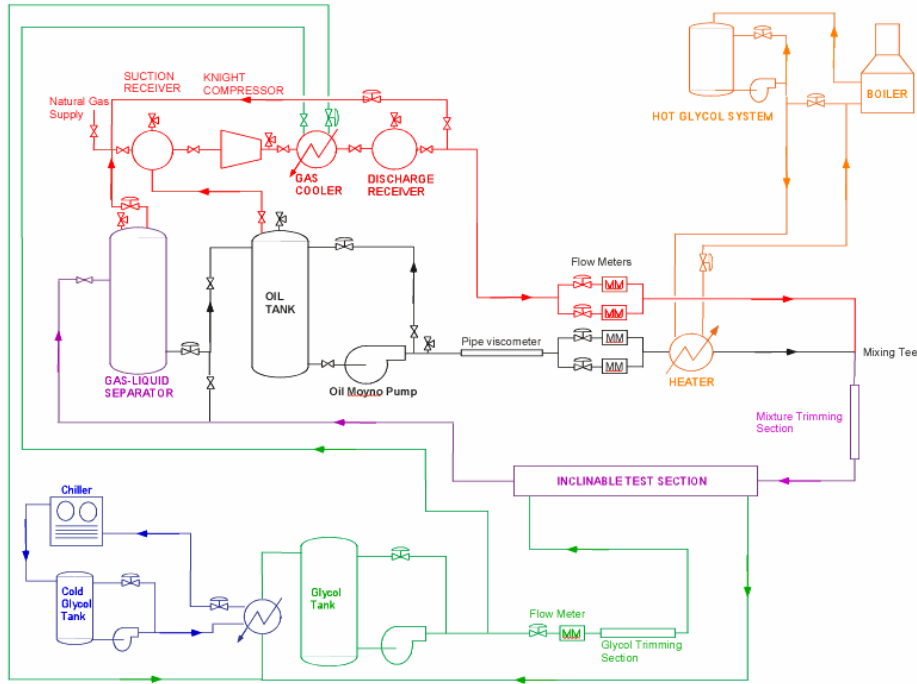 SUCTION
RECEIVER
KNIGHT
COMPRESSOR
Natural Gas
Supply
BOILER
HOT GLYCOL SYSTEM
GAS
COOLER
DISCHARGE
RECEIVER
Flow Meters
MM
MM
OIL
TANK
Pipe viscometer
MM
MM
Mixing Tee
GAS-LIQUID
SEPARATOR
Oil Moyno Pump
HEATER
Mixture Trimming
Section
INCLINABLE TEST SECTION
Chiller
Cold
Glycol
Tank
Glycol
Tank
Flow Meter
MM
Glycol Trimming
Section